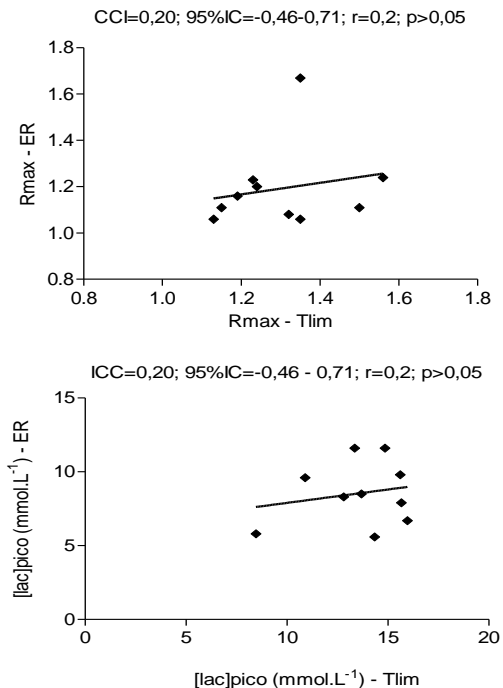 CCI=0,20; 95%IC=-0,46-0,71; r=0,2; p>0,05
1.8
1.6
1.4
1.2
1.0
0.8
Rmax - ER
0.8 1.0 1.2 1.4 1.6 1.8
Rmax - Tlim
ICC=0,20; 95%IC=-0,46 - 0,71; r=0,2; p>0,05
15
10
5
0
[lac]pico (mmol.L⁻¹) - ER
0 5 10 15 20
[lac]pico (mmol.L⁻¹) - Tlim